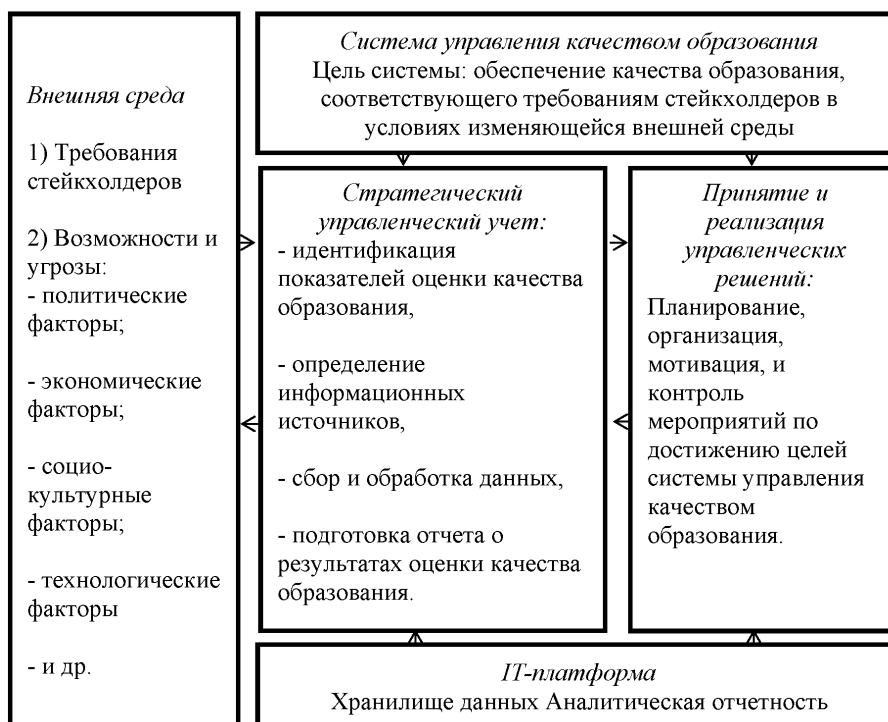 Внешняя среда
1) Требования
стейкхолдеров
2) Возможности и
угрозы:
- политические
факторы;
- экономические
факторы;
- социо-
культурные
факторы;
- технологические
факторы
- и др.
Система управления качеством образования
Цель системы: обеспечение качества образования,
соответствующего требованиям стейкхолдеров в
условиях изменяющейся внешней среды
Стратегический
управленческий учет:
- идентификация
показателей оценки качества
образования,
- определение
информационных
источников,
- сбор и обработка данных,
- подготовка отчета о
результатах оценки качества
образования.
Принятие и
реализация
управленческих
решений:
Планирование,
организация,
мотивация, и
контроль
мероприятий по
достижению целей
системы управления
качеством
образования.
IT-платформа
Хранилище данных Аналитическая отчетность